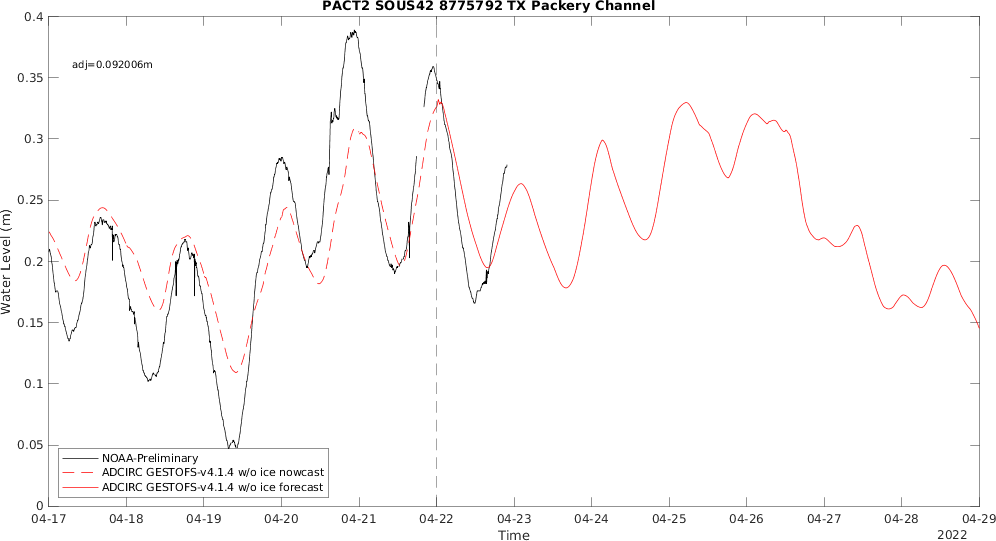 PACT2 SOUS42 8775792 TX Packery Channel
adj=0.092006m
Water Level (m)
0.4
0.35
0.3
0.25
0.2
0.15
0.1
0.05
0
NOAA-Preliminary
ADCIRC GESTOFS-v4.1.4 w/o ice nowcast
ADCIRC GESTOFS-v4.1.4 w/o ice forecast
04-17 04-18 04-19 04-20 04-21 04-22 04-23 04-24 04-25 04-26 04-27 04-28 04-29
Time
2022